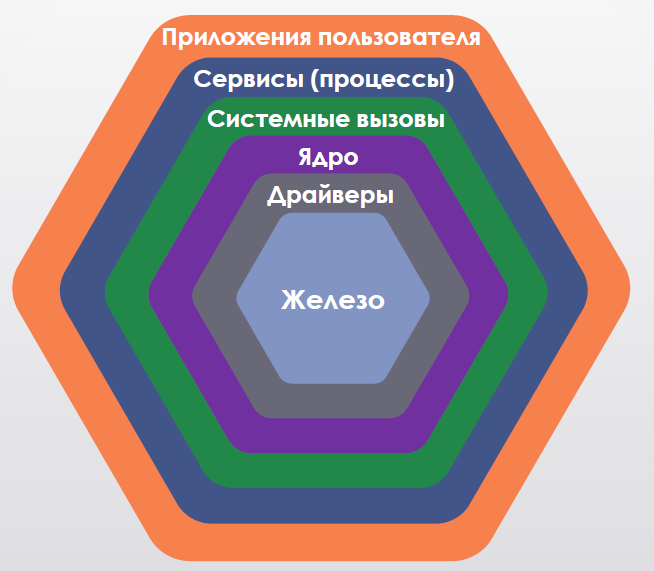 Приложения пользователя
Сервисы (процессы)
Системные вызовы
Ядро
Драйверы
Железо